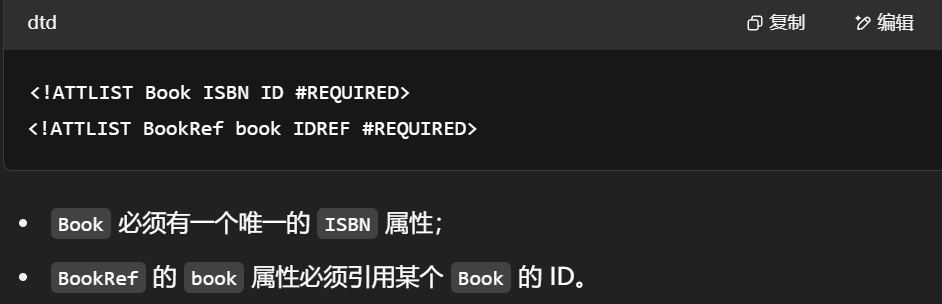 dtd 复制 编辑
<!ATTLIST Book ISBN ID #REQUIRED>
<!ATTLIST BookRef book IDREF #REQUIRED>
• Book 必须有一个唯一的 ISBN 属性；
• BookRef 的 book 属性必须引用某个 Book 的 ID。